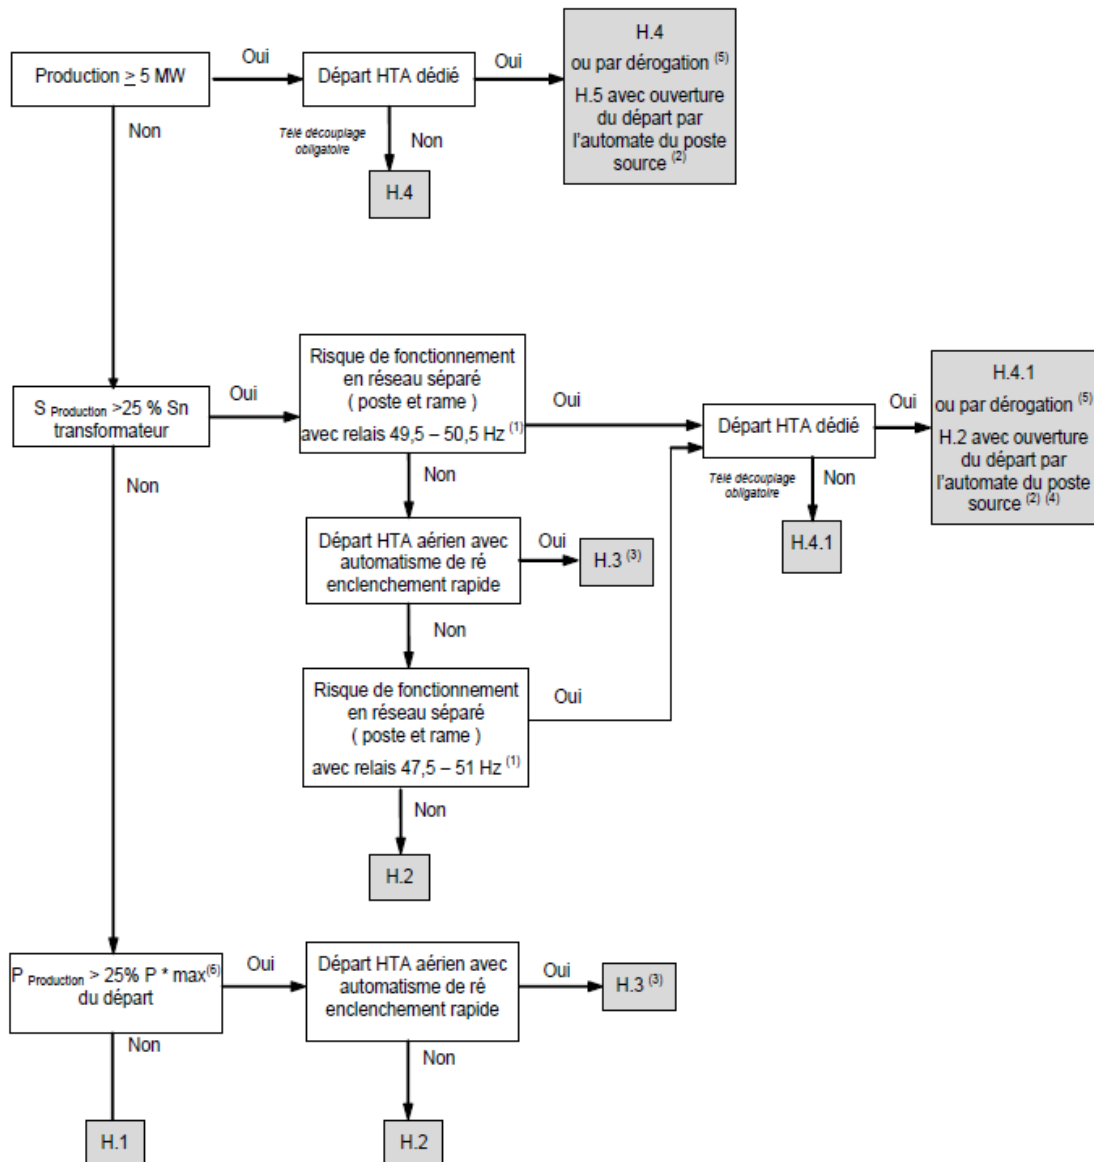 Production ≥ 5 MW
Oui
Départ HTA dédié
Oui
H.4
ou par dérogation (5)
H.5 avec ouverture
du départ par
l'automate du poste
source (2)
Non
Télé découplage
obligatoire
Non
H.4
S Production >25 % Sn
transformateur
Oui
Risque de fonctionnement
en réseau séparé
( poste et rame )
avec relais 49,5 – 50,5 Hz (1)
Oui
Départ HTA dédié
Oui
H.4.1
ou par dérogation (5)
H.2 avec ouverture
du départ par
l'automate du poste
source (2) (4)
Non
Non
Télé découplage
obligatoire
Non
H.4.1
Départ HTA aérien avec
automatisme de ré
enclenchement rapide
Oui
H.3 (3)
Non
Risque de fonctionnement
en réseau séparé
( poste et rame )
avec relais 47,5 – 51 Hz (1)
Oui
Non
H.2
P Production > 25% P * max(6)
du départ
Oui
Départ HTA aérien avec
automatisme de ré
enclenchement rapide
Oui
H.3 (3)
Non
Non
H.1
H.2